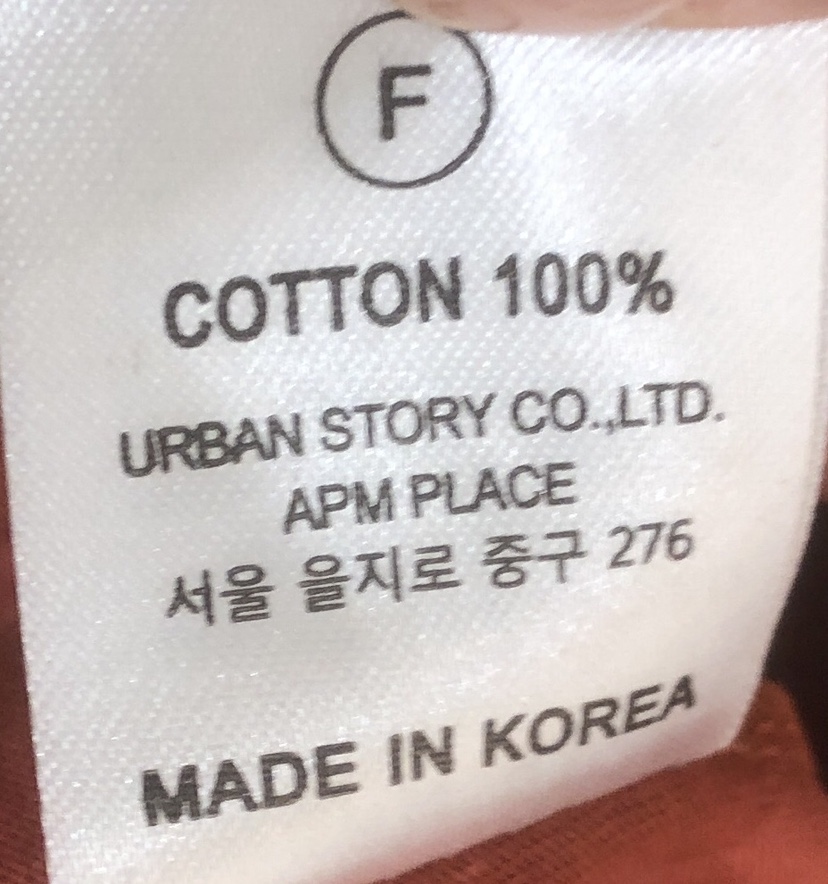 F
COTTON 100%
URBAN STORY CO.,LTD.
APM PLACE
서울 을지로 중구 276
MADE IN KOREA